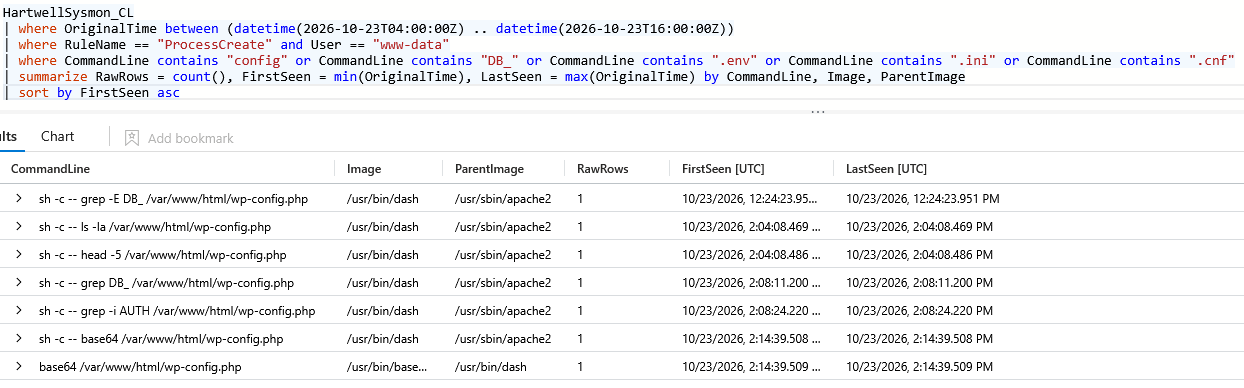 HartwellSysmon_CL
| where OriginalTime between (datetime(2026-10-23T04:00:00Z) .. datetime(2026-10-23T16:00:00Z))
| where RuleName == "ProcessCreate" and User == "www-data"
| where CommandLine contains "config" or CommandLine contains "DB_" or CommandLine contains ".env" or CommandLine contains ".ini" or CommandLine contains ".cnf"
| summarize RawRows = count(), FirstSeen = min(OriginalTime), LastSeen = max(OriginalTime) by CommandLine, Image, ParentImage
| sort by FirstSeen asc
...
lts Chart Add bookmark
CommandLine Image ParentImage RawRows FirstSeen [UTC] LastSeen [UTC]
sh -c -- grep -E DB_ /var/www/html/wp-config.php /usr/bin/dash /usr/sbin/apache2 1 10/23/2026, 12:24:23.95... 10/23/2026, 12:24:23.951 PM
sh -c -- ls -la /var/www/html/wp-config.php /usr/bin/dash /usr/sbin/apache2 1 10/23/2026, 2:04:08.469 ... 10/23/2026, 2:04:08.469 PM
sh -c -- head -5 /var/www/html/wp-config.php /usr/bin/dash /usr/sbin/apache2 1 10/23/2026, 2:04:08.486 ... 10/23/2026, 2:04:08.486 PM
sh -c -- grep DB_ /var/www/html/wp-config.php /usr/bin/dash /usr/sbin/apache2 1 10/23/2026, 2:08:11.200 ... 10/23/2026, 2:08:11.200 PM
sh -c -- grep -i AUTH /var/www/html/wp-config.php /usr/bin/dash /usr/sbin/apache2 1 10/23/2026, 2:08:24.220 ... 10/23/2026, 2:08:24.220 PM
sh -c -- base64 /var/www/html/wp-config.php /usr/bin/dash /usr/sbin/apache2 1 10/23/2026, 2:14:39.508 ... 10/23/2026, 2:14:39.508 PM
base64 /var/www/html/wp-config.php /usr/bin/base... /usr/bin/dash 1 10/23/2026, 2:14:39.509 ... 10/23/2026, 2:14:39.509 PM